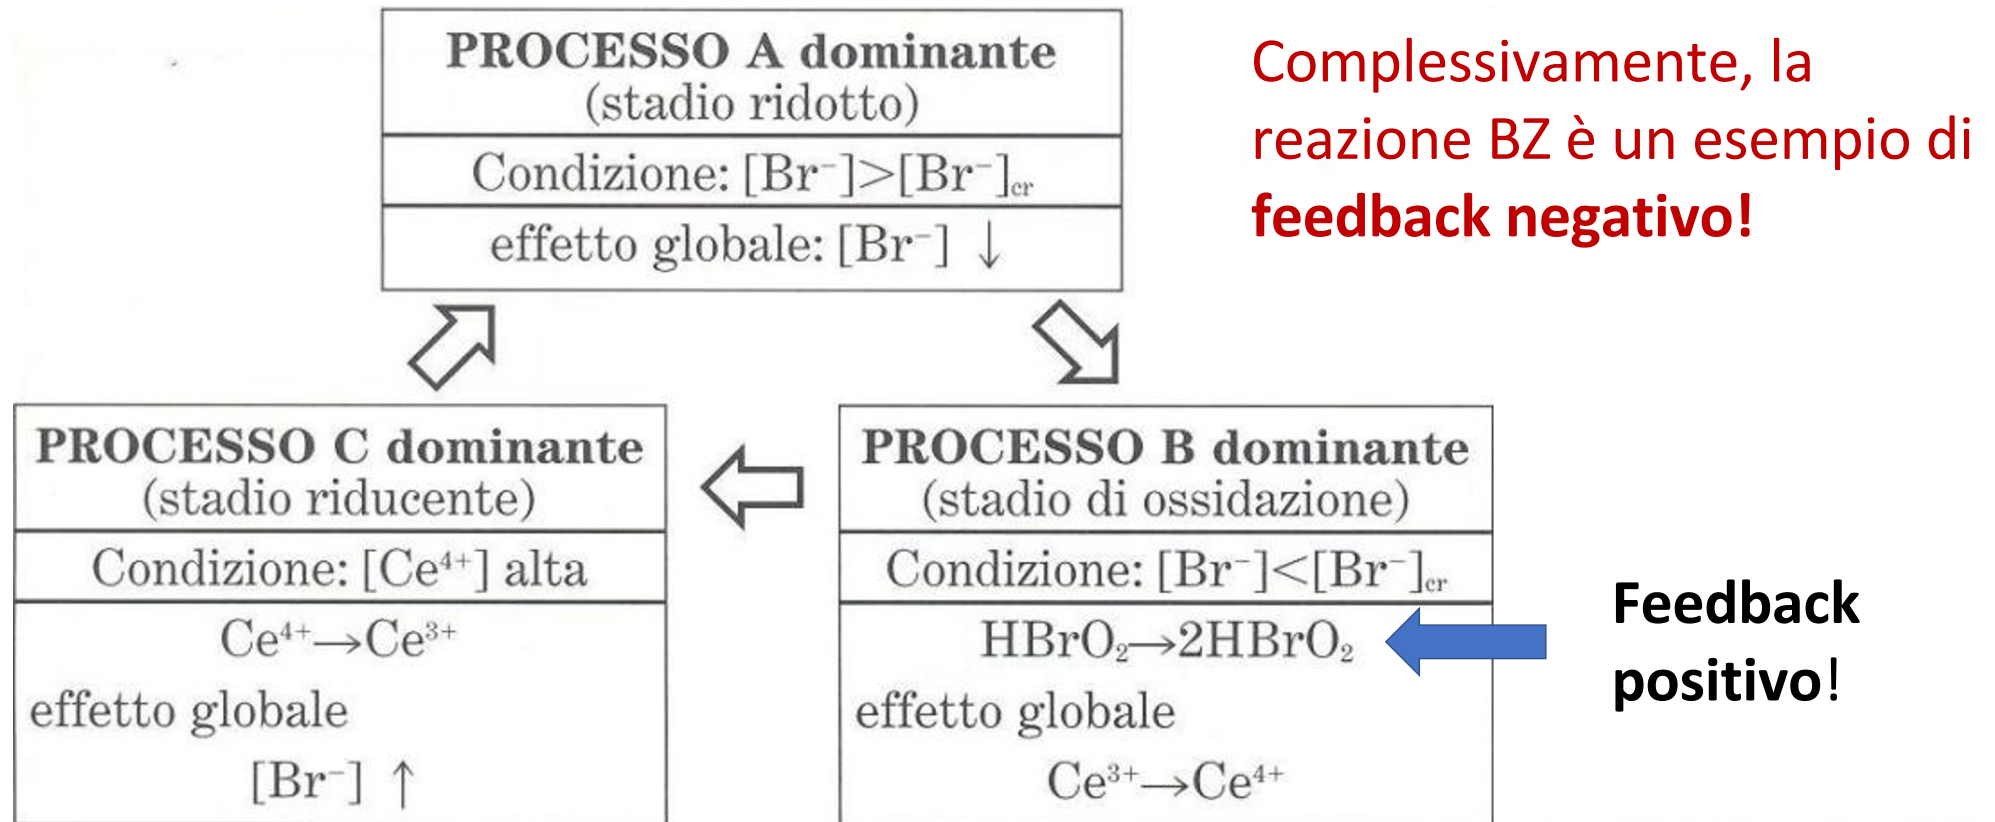 PROCESSO A dominante
(stadio ridotto)
Condizione: [Br⁻]>[Br⁻]cr
effetto globale: [Br⁻] ↓
Complessivamente, la
reazione BZ è un esempio di
feedback negativo!
PROCESSO C dominante
(stadio riducente)
Condizione: [Ce⁴⁺] alta
Ce⁴⁺→Ce³⁺
effetto globale
[Br⁻] ↑
PROCESSO B dominante
(stadio di ossidazione)
Condizione: [Br⁻]<[Br⁻]cr
HBrO₂→2HBrO₂
effetto globale
Ce³⁺→Ce⁴⁺
Feedback
positivo!